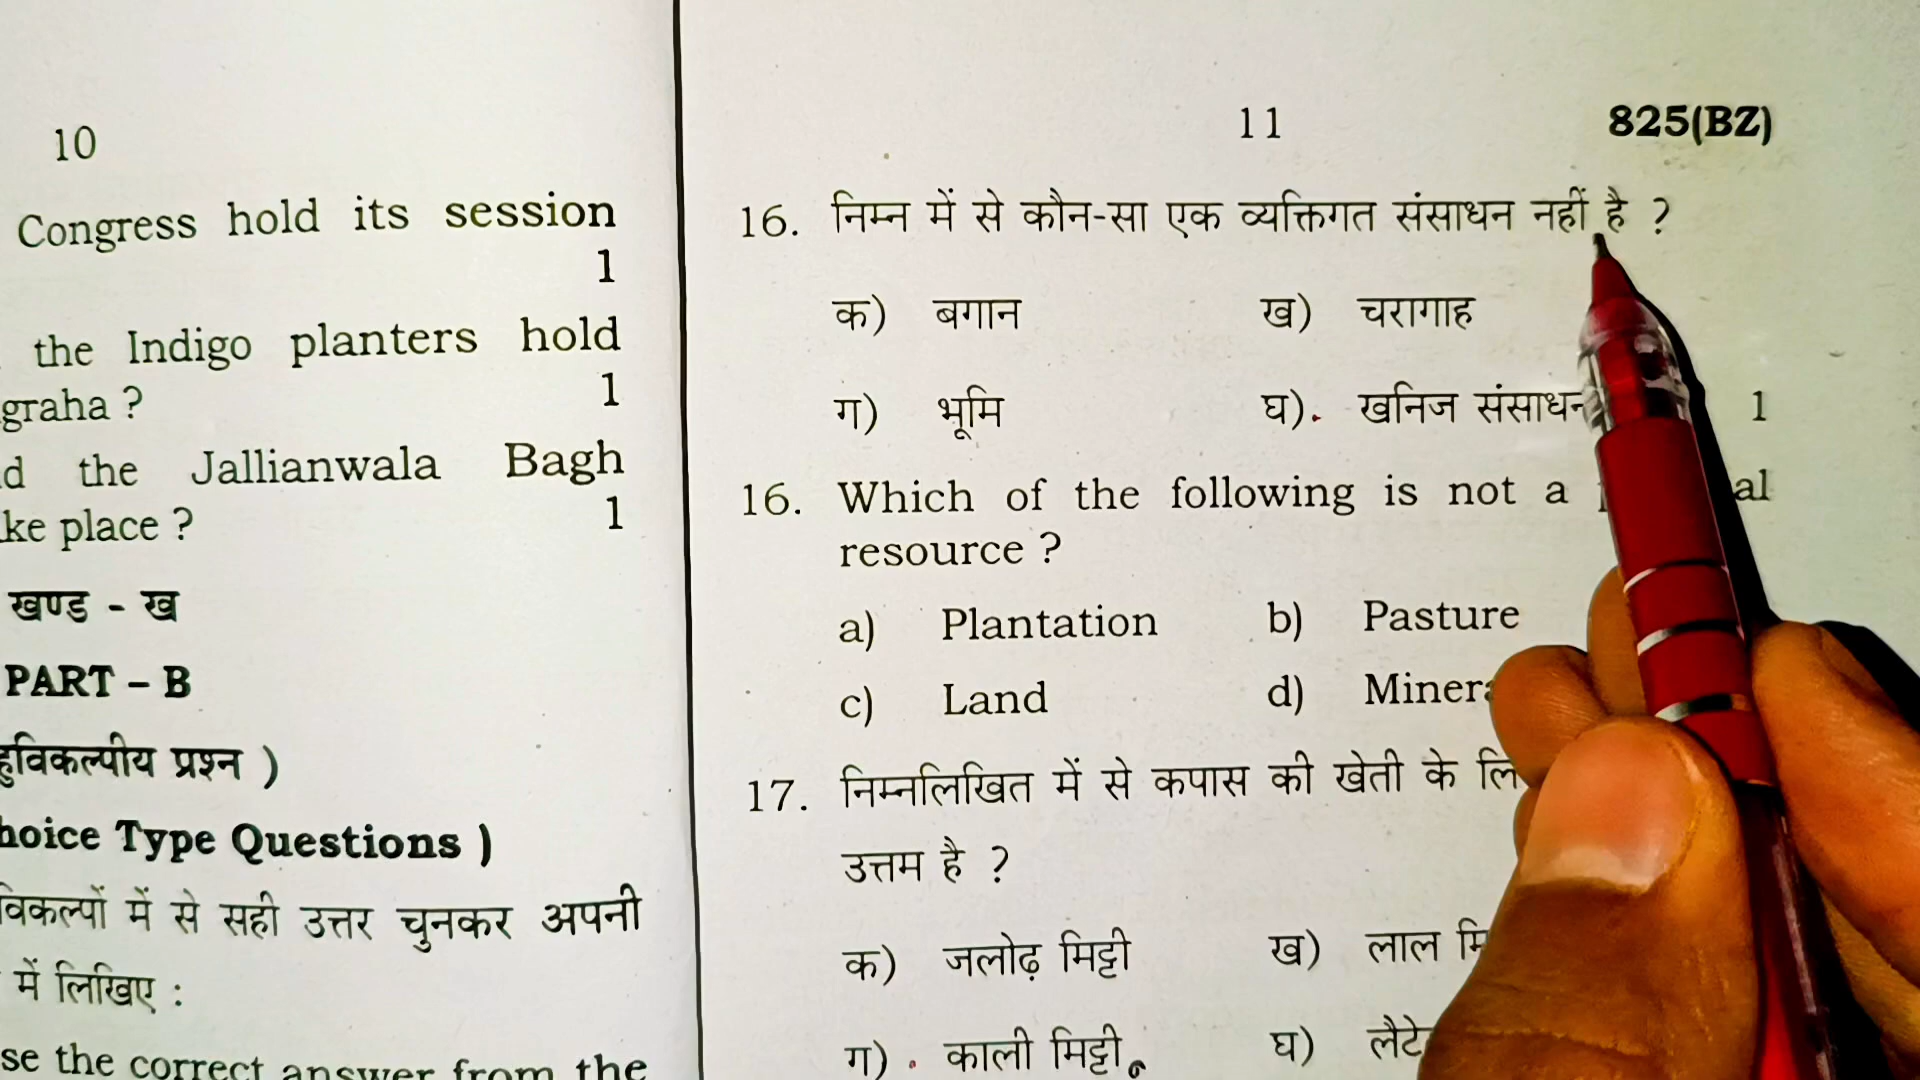 10
Congress hold its session
1
the Indigo planters hold
graha ?
1
the Jallianwala Bagh
ke place ?
1
खण्ड - ख
PART – B
प्रश्न )
Type Questions )
में से सही उत्तर चुनकर अपनी
में लिखिए :
se the correct answer from the
11
825(BZ)
16. निम्न में से कौन-सा एक व्यक्तिगत संसाधन नहीं है ?
क) बगान ख) चरागाह
ग) भूमि घ) खनिज संसाधन 1
16. Which of the following is not a
resource ?
a) Plantation b) Pasture
c) Land d)
17. निम्नलिखित में से कपास की खेती के
उत्तम है ?
क) जलोढ़ मिट्टी ख) लाल
ग) काली मिट्टी घ)